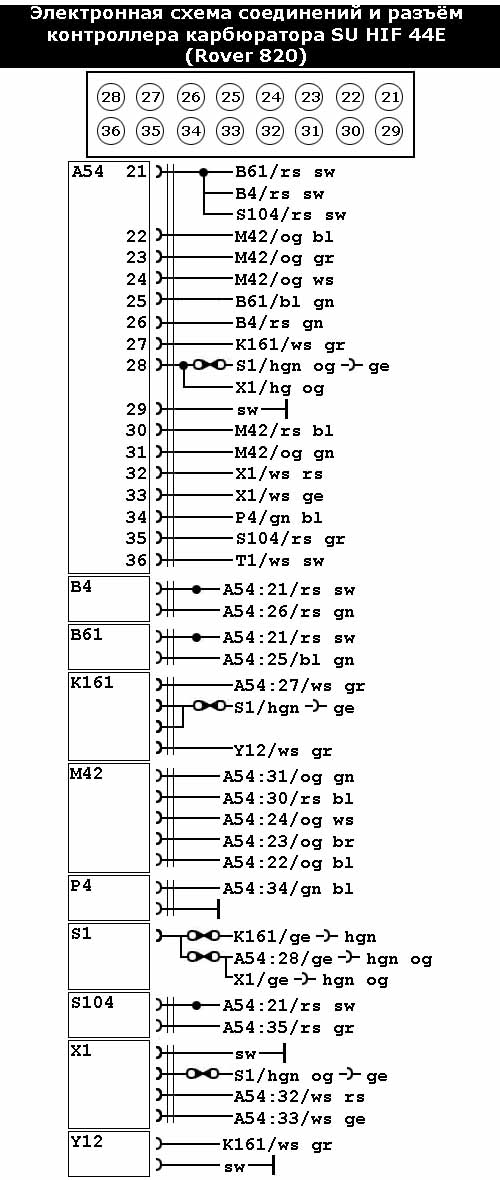 Электронная схема соединений и разъём
контроллера карбюратора SU HIF 44E
(Rover 820)
28 27 26 25 24 23 22 21
36 35 34 33 32 31 30 29
A54 21 B61/rs sw
B4/rs sw
S104/rs sw
22 M42/og bl
23 M42/og gr
24 M42/og ws
25 B61/bl gn
26 B4/rs gn
27 K161/ws gr
28 S1/hgn og ge
X1/hg og
29 sw
30 M42/rs bl
31 M42/og gn
32 X1/ws rs
33 X1/ws ge
34 P4/gn bl
35 S104/rs gr
36 T1/ws sw
B4 A54:21/rs sw
A54:26/rs gn
B61 A54:21/rs sw
A54:25/bl gn
K161 A54:27/ws gr
S1/hgn ge
Y12/ws gr
M42 A54:31/og gn
A54:30/rs bl
A54:24/og ws
A54:23/og br
A54:22/og bl
P4 A54:34/gn bl
S1 K161/ge hgn
A54:28/ge hgn og
X1/ge hgn og
S104 A54:21/rs sw
A54:35/rs gr
X1 sw
S1/hgn og ge
A54:32/ws rs
A54:33/ws ge
Y12 K161/ws gr
sw